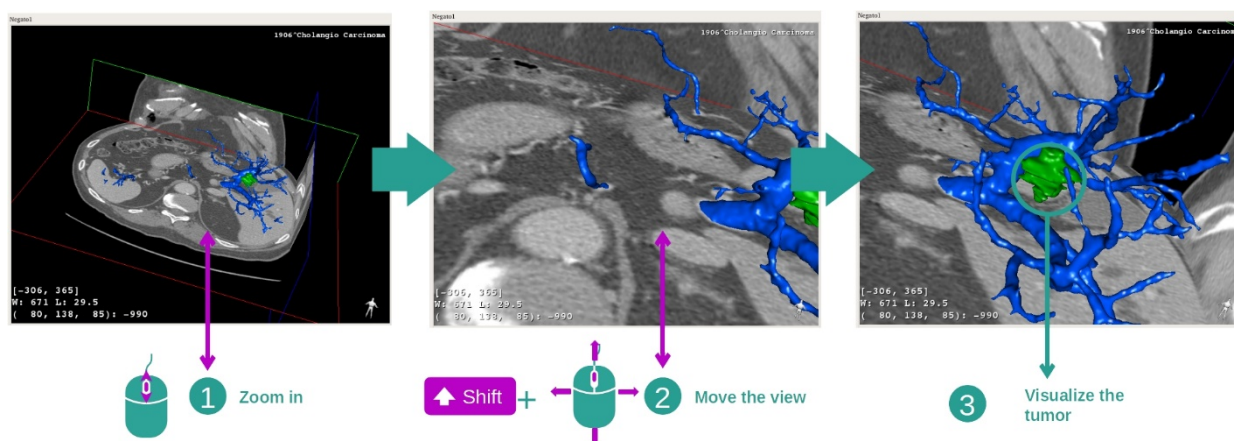 Negato1
1906^Cholangio Carcinoma
[-306, 365]
W: 671 L: 29.5
( 80, 138, 85): -990
Negato1
1906^Cholangio Carcinoma
[-306, 365]
W: 671 L: 29.5
( 80, 138, 85): -990
Negato1
1906^Cholangio Carcinoma
[-306, 365]
W: 671 L: 29.5
( 80, 138, 85): -990
1 Zoom in
Shift + 2 Move the view
3 Visualize the
tumor